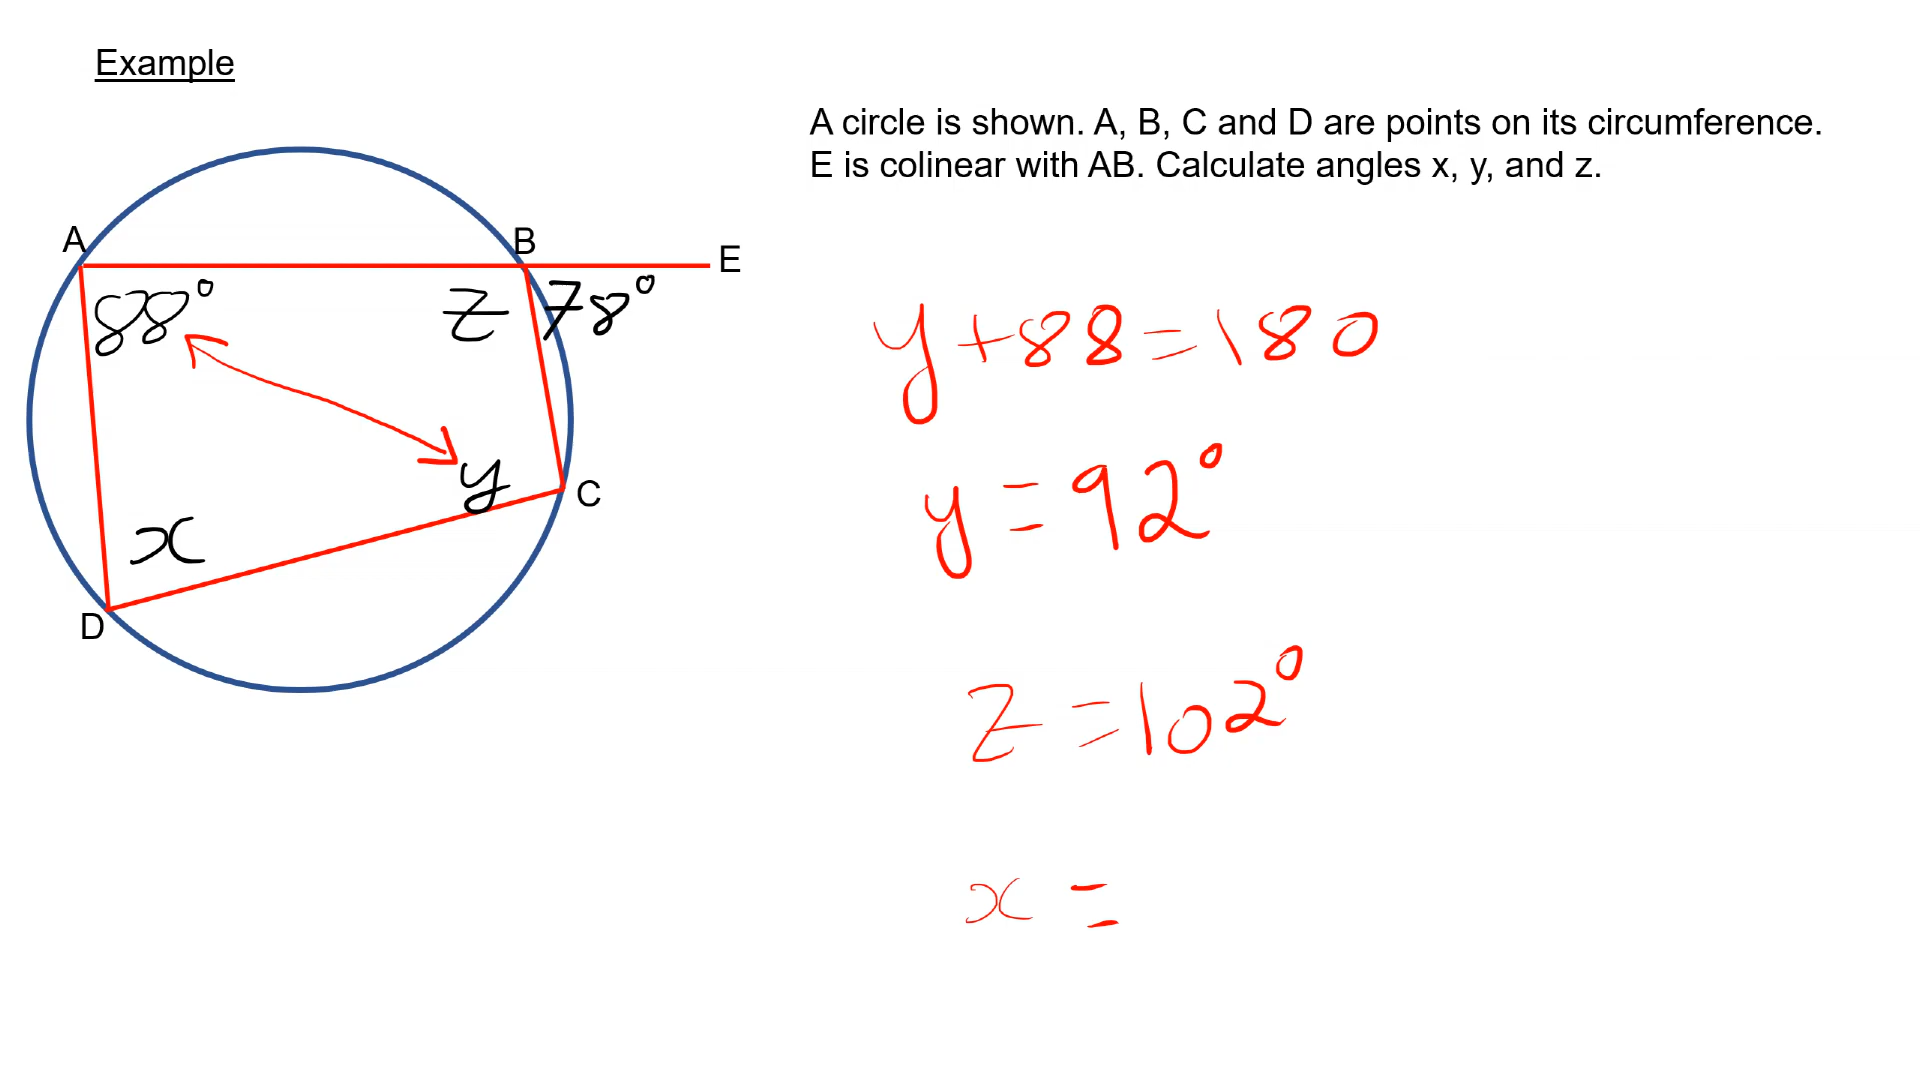 Example
A circle is shown. A, B, C and D are points on its circumference.
E is colinear with AB. Calculate angles x, y, and z.
A
B
E
88°
z
78°
y
C
x
D
y+88=180
y=92°
z=102°
x=